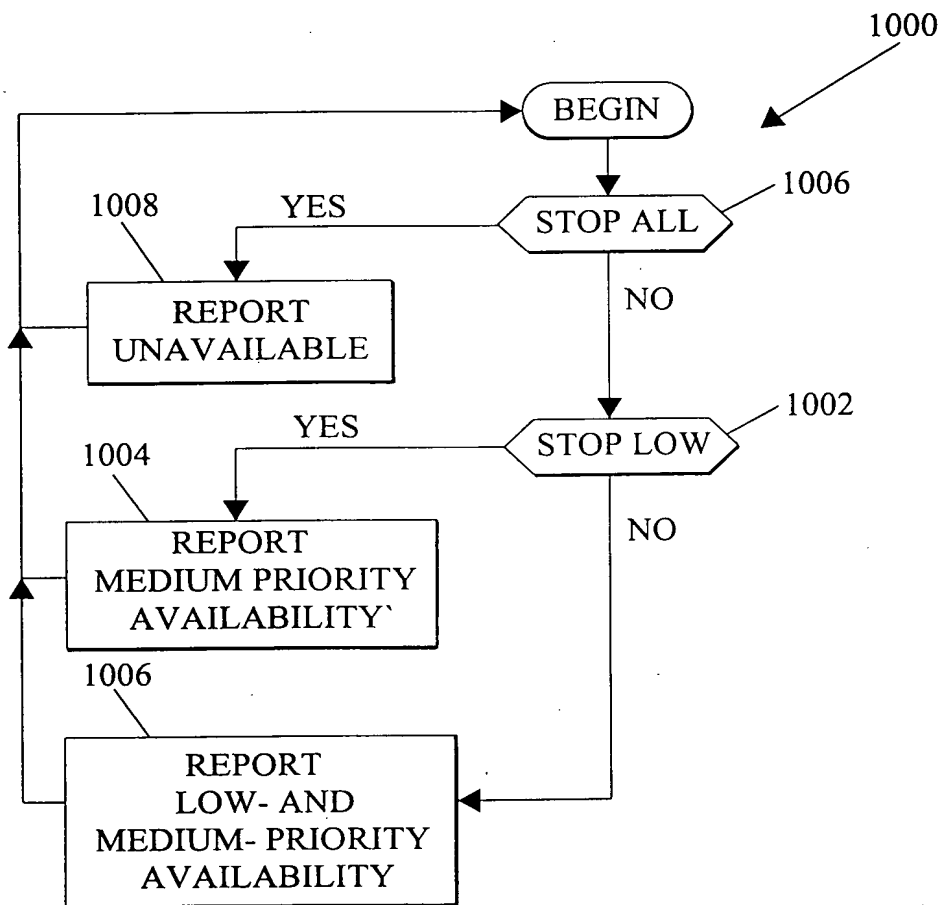 1000
BEGIN
1006
STOP ALL
YES
1008
NO
REPORT
UNAVAILABLE
1002
STOP LOW
YES
1004
NO
REPORT
MEDIUM PRIORITY
AVAILABILITY`
1006
REPORT
LOW- AND
MEDIUM- PRIORITY
AVAILABILITY